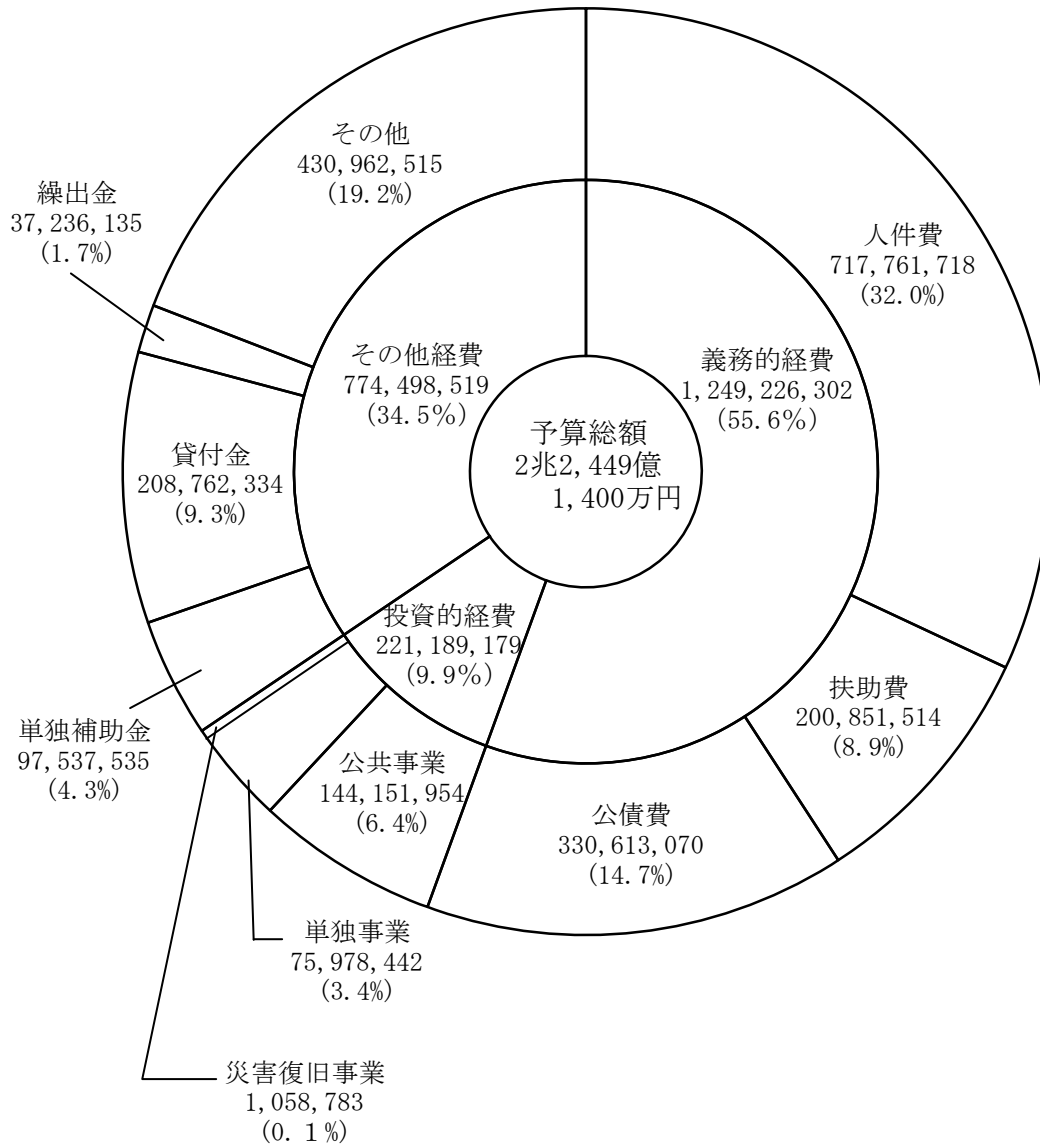 その他
430,962,515
(19.2%)
繰出金
37,236,135
(1.7%)
人件費
717,761,718
(32.0%)
その他経費
774,498,519
(34.5%)
義務的経費
1,249,226,302
(55.6%)
予算総額
2兆2,449億
1,400万円
貸付金
208,762,334
(9.3%)
投資的経費
221,189,179
(9.9%)
扶助費
200,851,514
(8.9%)
単独補助金
97,537,535
(4.3%)
公共事業
144,151,954
(6.4%)
公債費
330,613,070
(14.7%)
単独事業
75,978,442
(3.4%)
災害復旧事業
1,058,783
(0.1%)